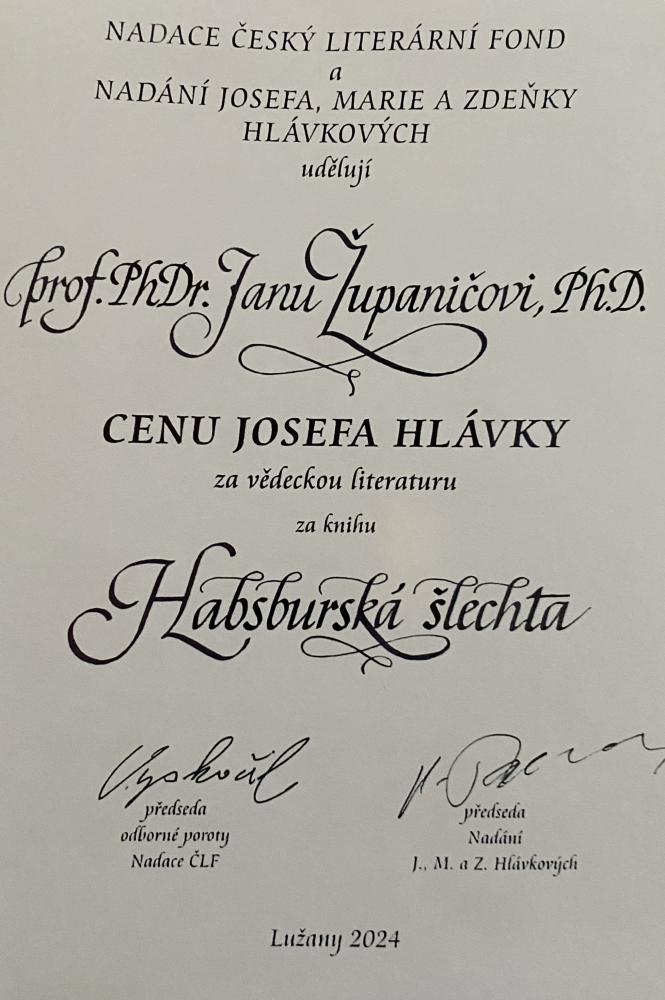 NADACE ČESKÝ LITERÁRNÍ FOND
a
NADÁNÍ JOSEFA, MARIE A ZDEŇKY
HLÁVKOVÝCH
udělují
prof. PhDr. Janu Županičovi, Ph.D.
CENU JOSEFA HLÁVKY
za vědeckou literaturu
za knihu
Habsburská šlechta
Vyskočil
předseda
odborné poroty
Nadace ČLF
předseda
Nadání
J., M. a Z. Hlávkových
Lužany 2024